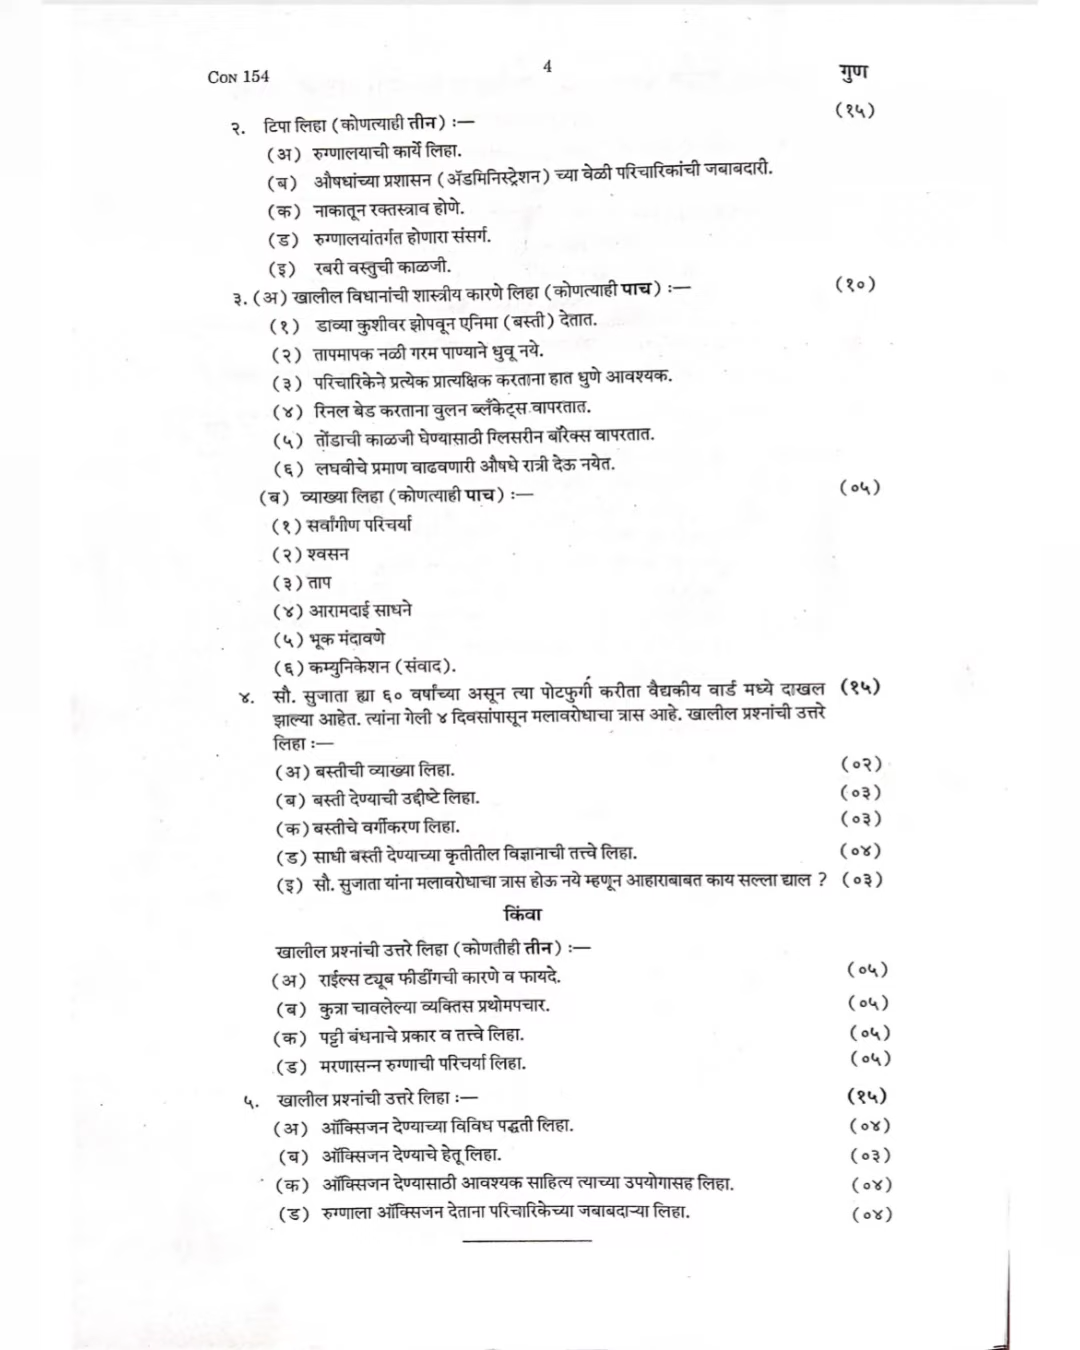 CON 154
4
गुण
२. टिपा लिहा (कोणत्याही तीन) :— (१५)
(अ) रुग्णालयाची कार्ये लिहा.
(ब) औषधांच्या प्रशासन (ॲडमिनिस्ट्रेशन) च्या वेळी परिचारिकांची जबाबदारी.
(क) नाकातून रक्तस्त्राव होणे.
(ड) रुग्णालयांतर्गत होणारा संसर्ग.
(इ) रबरी वस्तुची काळजी.
३. (अ) खालील विधानांची शास्त्रीय कारणे लिहा (कोणत्याही पाच) :— (१०)
(१) डाव्या कुशीवर झोपवून एनिमा (बस्ती) देतात.
(२) तापमापक नळी गरम पाण्याने धुवू नये.
(३) परिचारिकेने प्रत्येक प्रात्यक्षिक करताना हात धुणे आवश्यक.
(४) रिनल बेड करताना वुलन ब्लँकेट्स वापरतात.
(५) तोंडाची काळजी घेण्यासाठी ग्लिसरीन बोरॅक्स वापरतात.
(६) लघवीचे प्रमाण वाढवणारी औषधे रात्री देऊ नयेत.
(ब) व्याख्या लिहा (कोणत्याही पाच) :— (०५)
(१) सर्वांगीण परिचर्या
(२) श्वसन
(३) ताप
(४) आरामदाई साधने
(५) भूक मंदावणे
(६) कम्युनिकेशन (संवाद).
४. सौ. सुजाता ह्या ६० वर्षांच्या असून त्या पोटफुगी करीता वैद्यकीय वार्ड मध्ये दाखल (१५)
झाल्या आहेत. त्यांना गेली ४ दिवसांपासून मलावरोधाचा त्रास आहे. खालील प्रश्नांची उत्तरे
लिहा :—
(अ) बस्तीची व्याख्या लिहा. (०२)
(ब) बस्ती देण्याची उद्दीष्टे लिहा. (०३)
(क) बस्तीचे वर्गीकरण लिहा. (०३)
(ड) साधी बस्ती देण्याच्या कृतीतील विज्ञानाची तत्त्वे लिहा. (०४)
(इ) सौ. सुजाता यांना मलावरोधाचा त्रास होऊ नये म्हणून आहाराबाबत काय सल्ला द्याल ? (०३)
किंवा
खालील प्रश्नांची उत्तरे लिहा (कोणतीही तीन) :—
(अ) राईल्स ट्यूब फीडींगची कारणे व फायदे. (०५)
(ब) कुत्रा चावलेल्या व्यक्तिस प्रथोमपचार. (०५)
(क) पट्टी बंधनाचे प्रकार व तत्त्वे लिहा. (०५)
(ड) मरणासन्न रुग्णाची परिचर्या लिहा. (०५)
५. खालील प्रश्नांची उत्तरे लिहा :— (१५)
(अ) ऑक्सिजन देण्याच्या विविध पद्धती लिहा. (०४)
(ब) ऑक्सिजन देण्याचे हेतू लिहा. (०३)
(क) ऑक्सिजन देण्यासाठी आवश्यक साहित्य त्याच्या उपयोगासह लिहा. (०४)
(ड) रुग्णाला ऑक्सिजन देताना परिचारिकेच्या जबाबदाऱ्या लिहा. (०४)